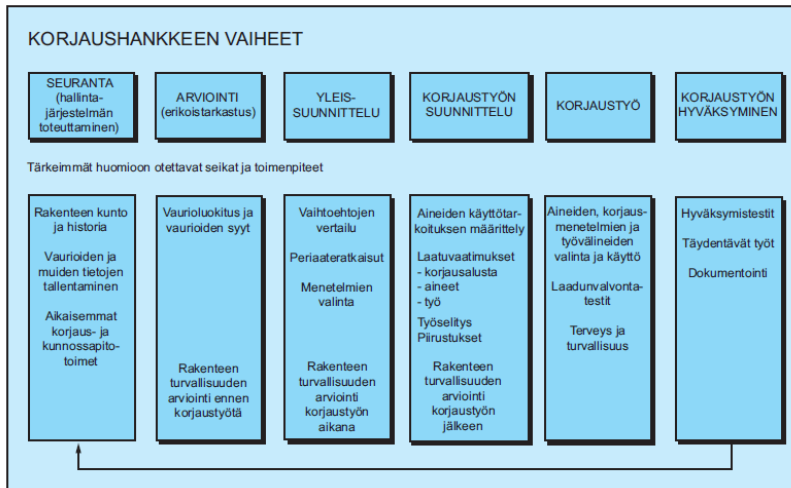 KORJAUSHANKKEEN VAIHEET
SEURANTA
(hallinta-
järjestelmän
toteuttaminen)
ARVIOINTI
(erikoistarkastus)
YLEIS-
SUUNNITTELU
KORJAUSTYÖN
SUUNNITTELU
KORJAUSTYÖ
KORJAUSTYÖN
HYVÄKSYMINEN
Tärkeimmät huomioon otettavat seikat ja toimenpiteet
Rakenteen kunto
ja historia
Vaurioiden ja
muiden tietojen
tallentaminen
Aikaisemmat
korjaus- ja
kunnossapito-
toimet
Vaurioluokitus ja
vaurioiden syyt
Rakenteen
turvallisuuden
arviointi ennen
korjaustyötä
Vaihtoehtojen
vertailu
Periaateratkaisut
Menetelmien
valinta
Rakenteen
turvallisuuden
arviointi
korjaustyön
aikana
Aineiden käyttötar-
koituksen määrittely
Laatuvaatimukset
- korjausalusta
- aineet
- työ
Työselitys
Piirustukset
Rakenteen
turvallisuuden
arviointi
korjaustyön
jälkeen
Aineiden, korjaus-
menetelmien ja
työvälineiden
valinta ja käyttö
Laadunvalvonta-
testit
Terveys ja
turvallisuus
Hyväksymistestit
Täydentävät työt
Dokumentointi